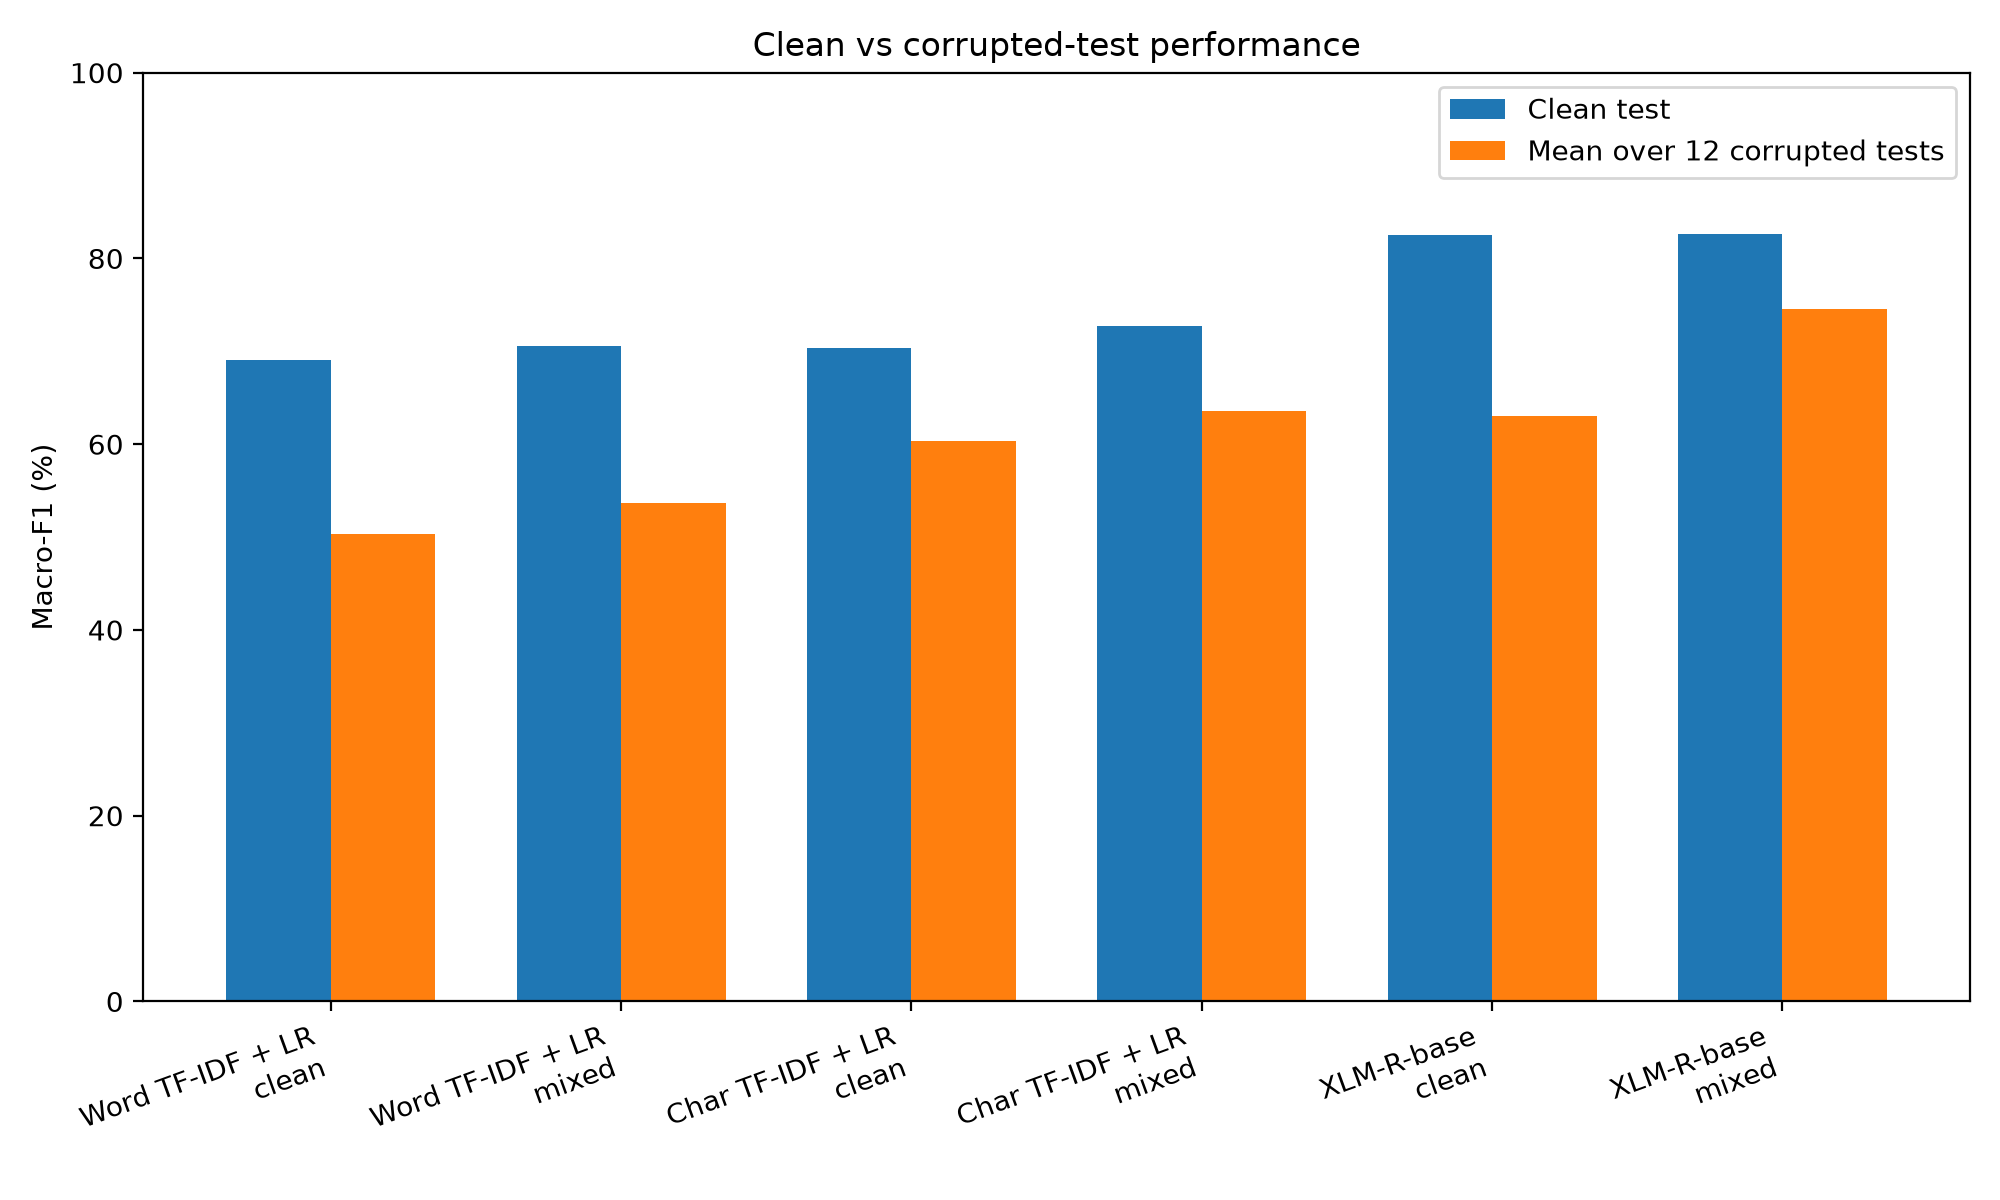 Clean vs corrupted-test performance
100
80
60
40
20
0
Macro-F1 (%)
Clean test
Mean over 12 corrupted tests
Word TF-IDF + LR
clean
Word TF-IDF + LR
mixed
Char TF-IDF + LR
clean
Char TF-IDF + LR
mixed
XLM-R-base
clean
XLM-R-base
mixed